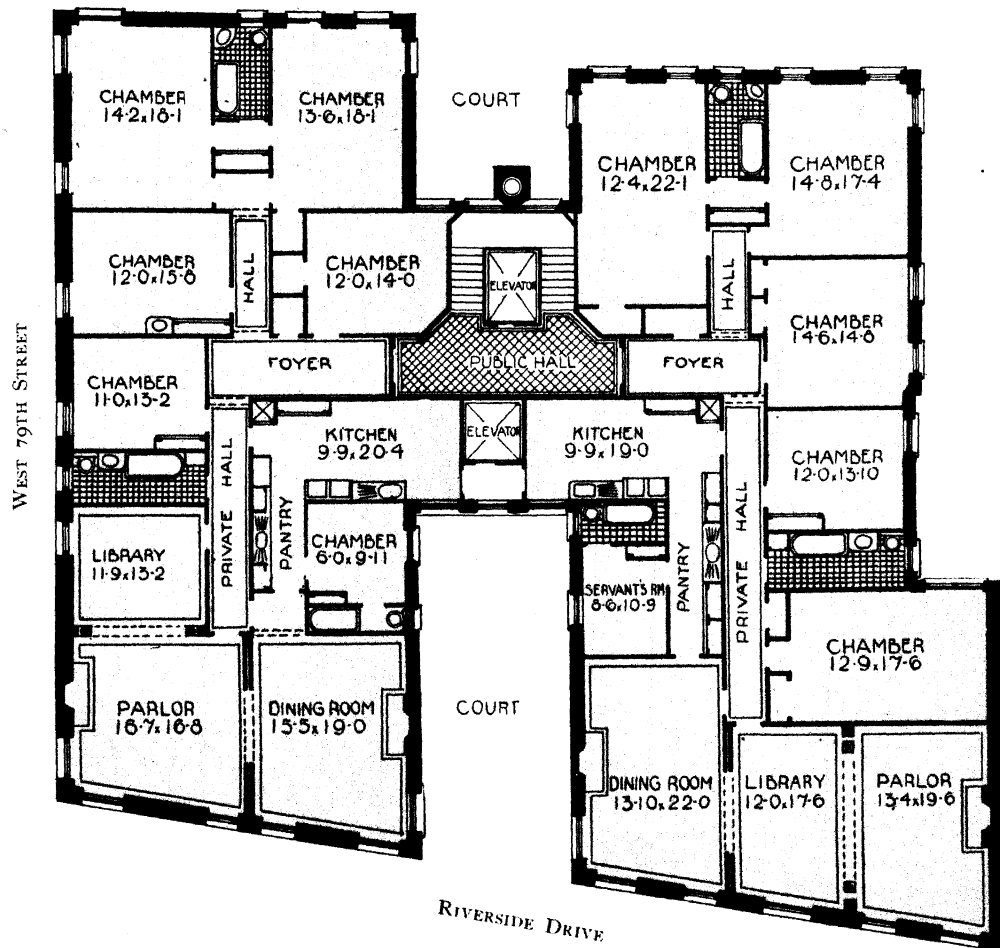 CHAMBER
14-2x18-1
CHAMBER
13-6x18-1
COURT
CHAMBER
12-4x22-1
CHAMBER
14-8x17-4
CHAMBER
12-0x15-8
HALL
CHAMBER
12-0x14-0
ELEVATOR
HALL
CHAMBER
14-6x14-8
FOYER
PUBLIC HALL
FOYER
WEST 79TH STREET
CHAMBER
11-0x13-2
PRIVATE HALL
KITCHEN
9-9x20-4
ELEVATOR
KITCHEN
9-9x19-0
PRIVATE HALL
CHAMBER
12-0x13-10
LIBRARY
11-9x13-2
PANTRY
CHAMBER
6-0x9-11
SERVANT'S RM
8-6x10-9
PANTRY
CHAMBER
12-9x17-6
PARLOR
16-7x16-8
DINING ROOM
15-5x19-0
COURT
DINING ROOM
13-10x22-0
LIBRARY
12-0x17-6
PARLOR
13-4x19-6
RIVERSIDE DRIVE